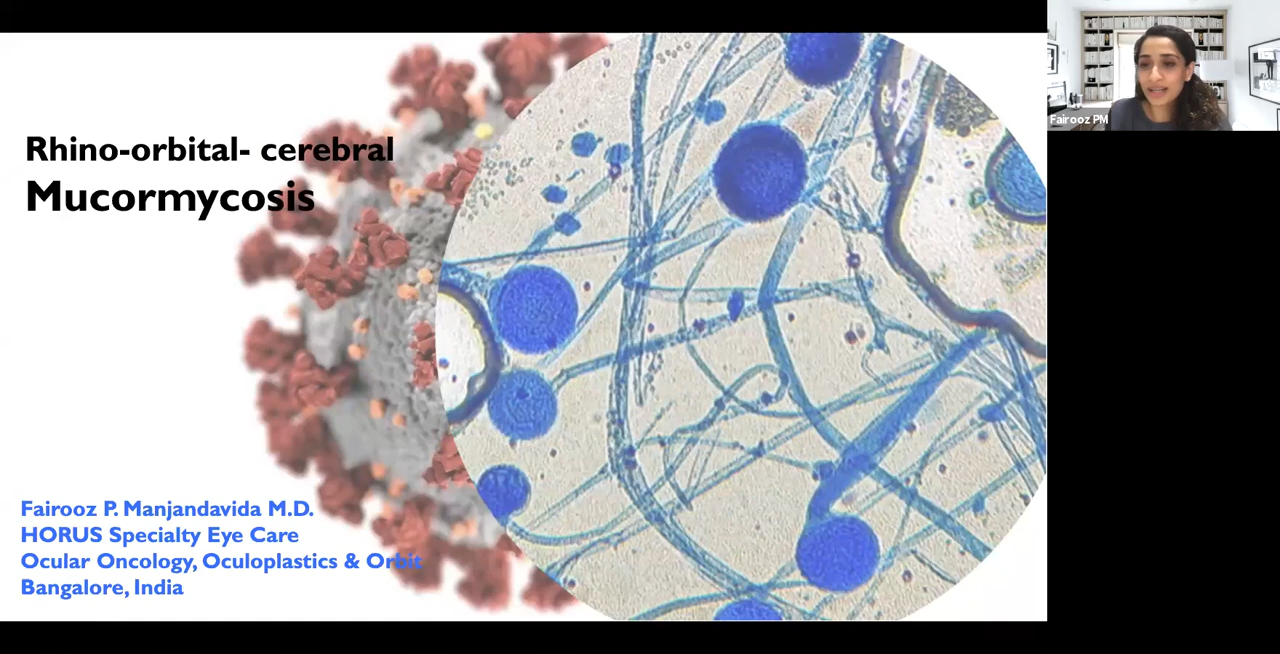 Rhino-orbital- cerebral
Mucormycosis
Fairooz P. Manjandavida M.D.
HORUS Specialty Eye Care
Ocular Oncology, Oculoplastics & Orbit
Bangalore, India
Fairooz PM